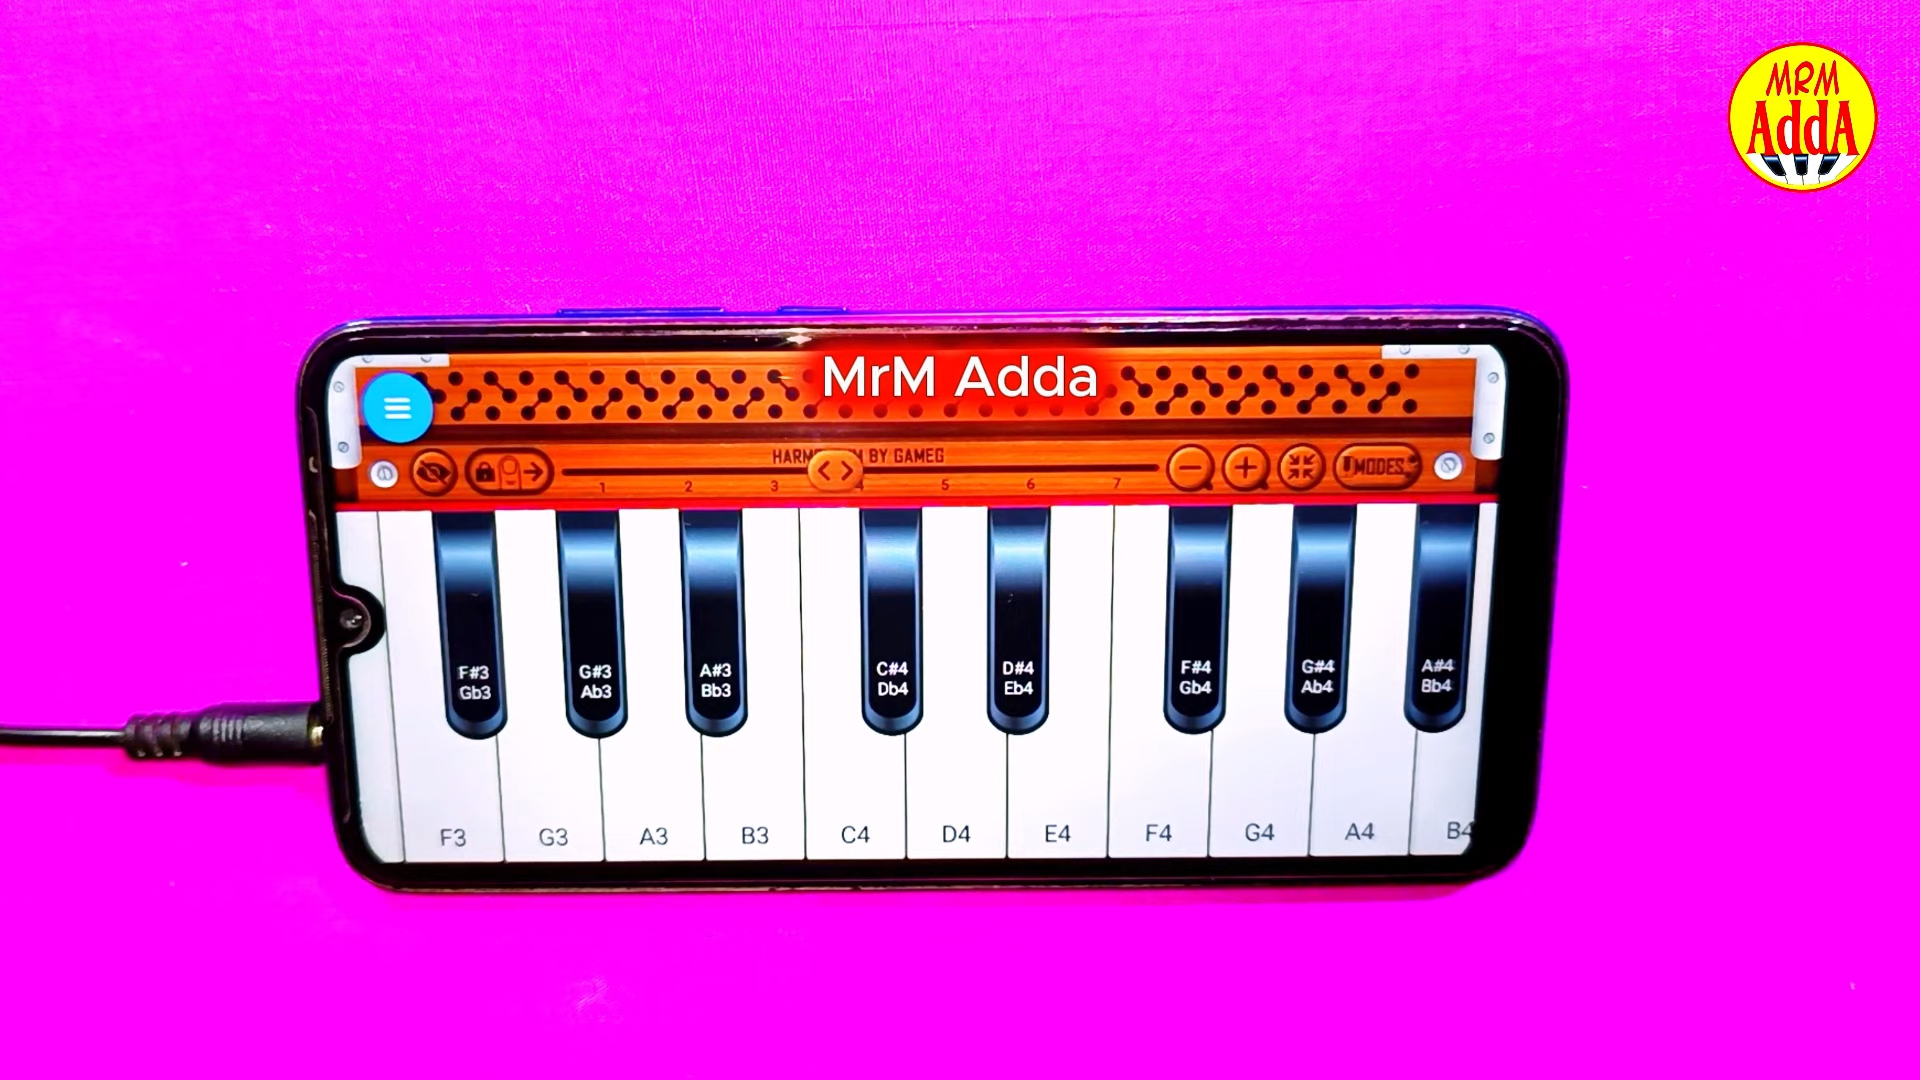 MRM
AddA
MrM Adda
BY GAMEG
1 2 3 4 5 6 7
MODES
F#3 G#3 A#3 C#4 D#4 F#4 G#4 A#4
Gb3 Ab3 Bb3 Db4 Eb4 Gb4 Ab4 Bb4
F3 G3 A3 B3 C4 D4 E4 F4 G4 A4 B4